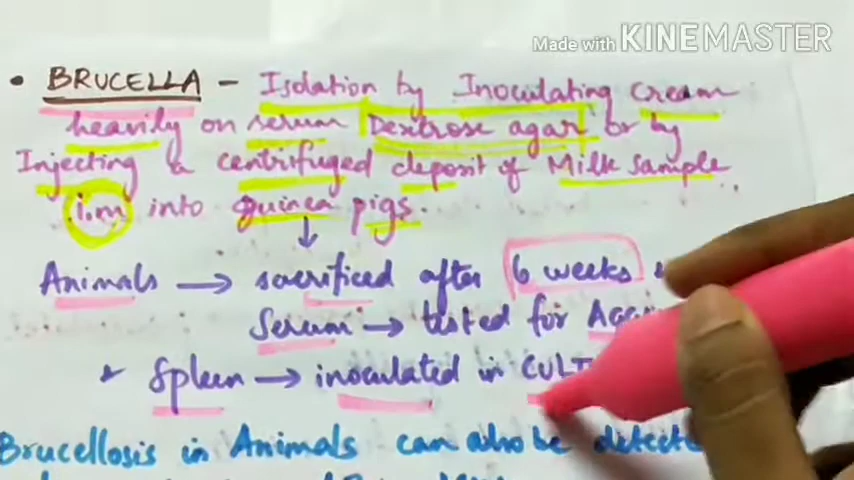 Made with KINEMASTER
• BRUCELLA - Isolation by Inoculating cream
heavily on serum Dextrose agar or by
Injecting a centrifuged deposit of Milk sample
i.m into guinea pigs.
↓
Animals → sacrificed after 6 weeks
Serum → tested for
Spleen → inoculated in
Brucellosis in Animals can also be